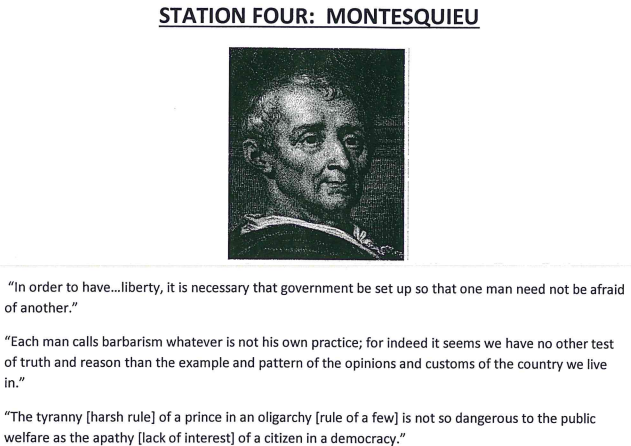 STATION FOUR: MONTESQUIEU
“In order to have...liberty, it is necessary that government be set up so that one man need not be afraid
of another.”
“Each man calls barbarism whatever is not his own practice; for indeed it seems we have no other test
of truth and reason than the example and pattern of the opinions and customs of the country we live
in.”
“The tyranny [harsh rule] of a prince in an oligarchy [rule of a few] is not so dangerous to the public
welfare as the apathy [lack of interest] of a citizen in a democracy.”